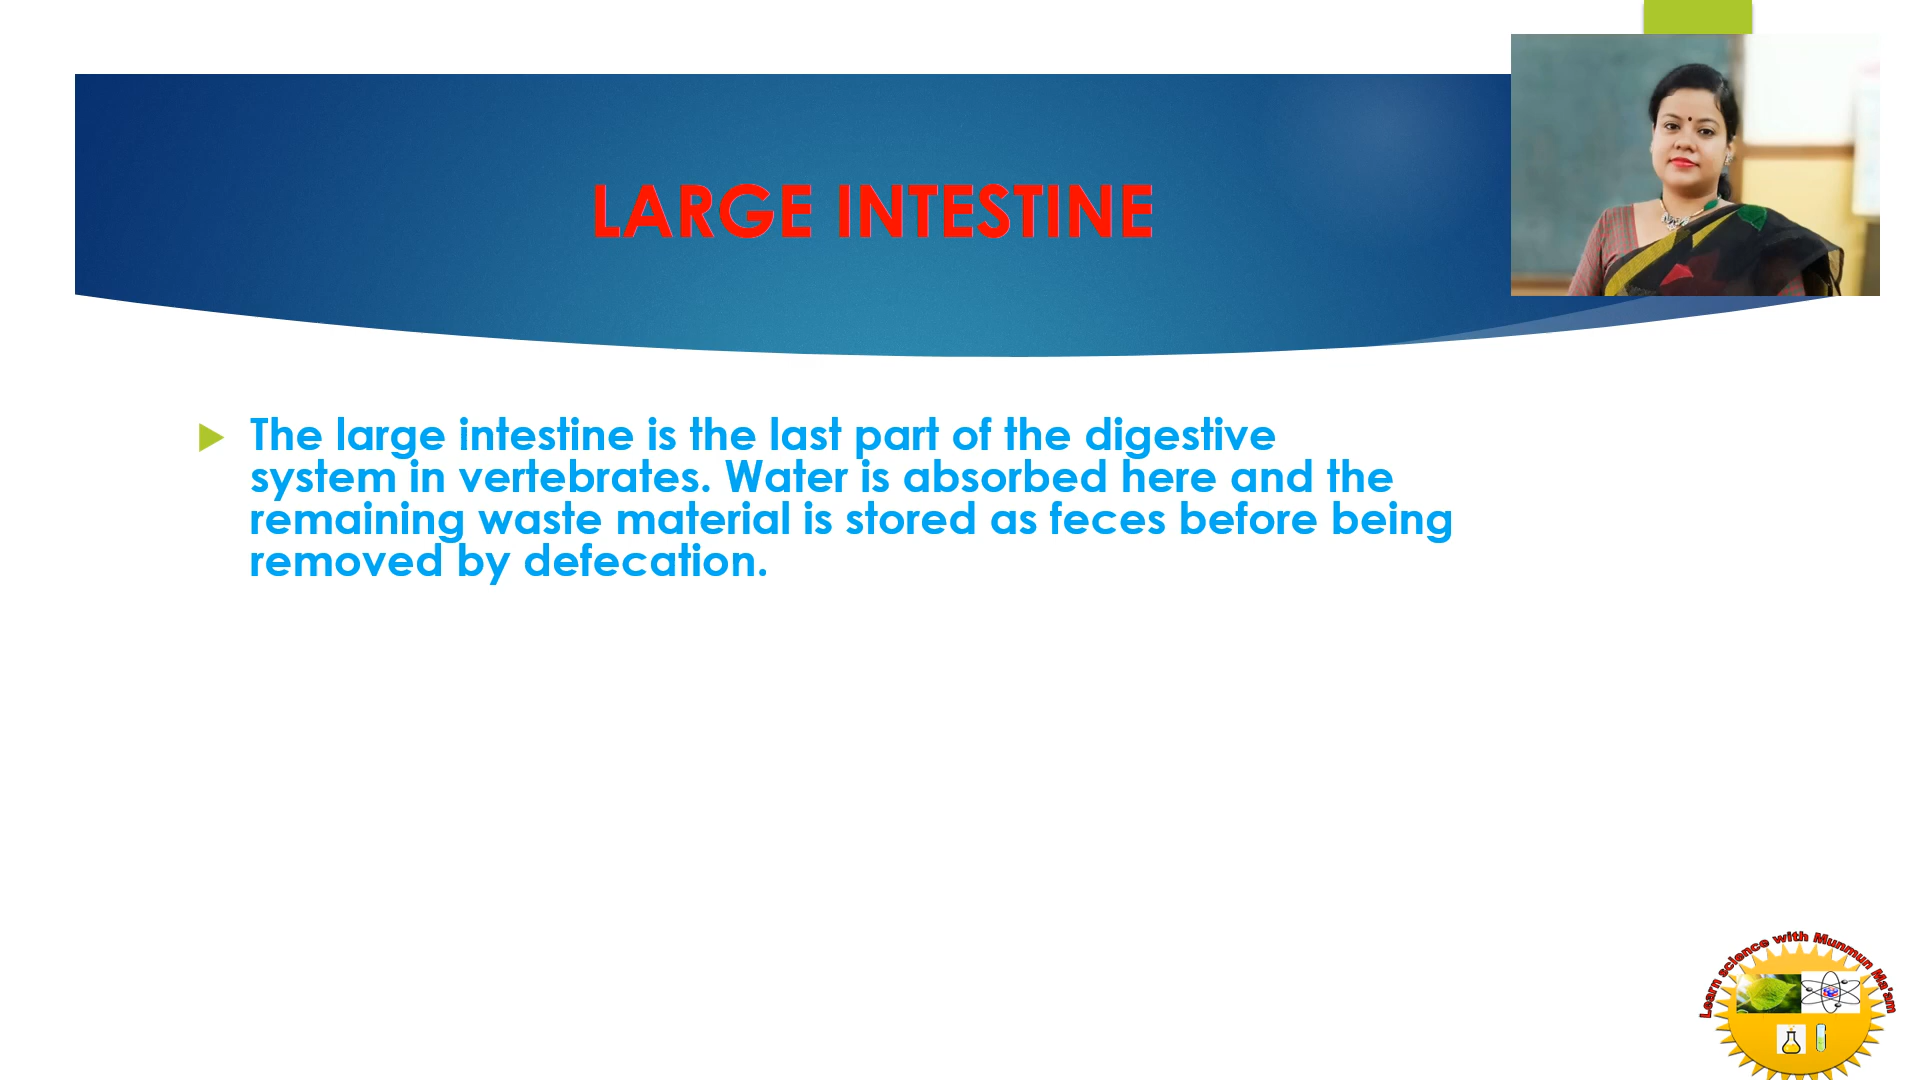 LARGE INTESTINE
The large intestine is the last part of the digestive
system in vertebrates. Water is absorbed here and the
remaining waste material is stored as feces before being
removed by defecation.
Learn science with Munmun Ma'am